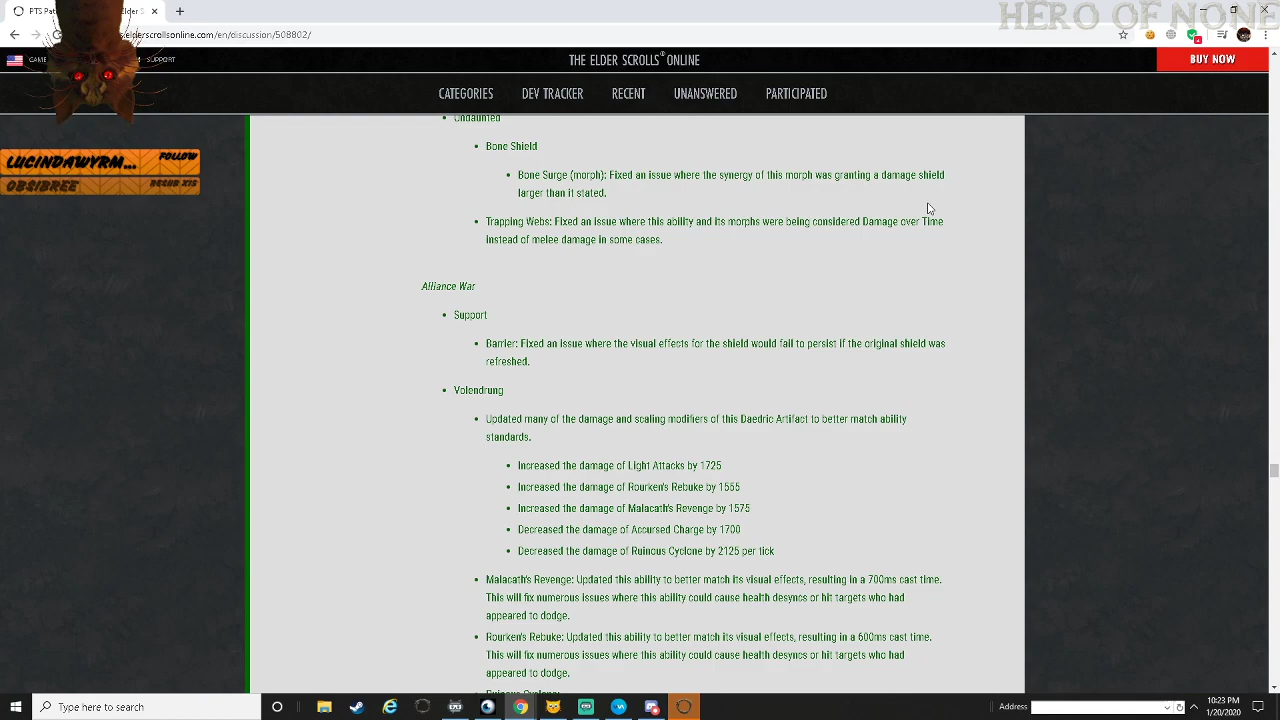 HERO OF NONE
PTS Pat
Elder S
elderscrollsonline.com/en/discussion/508892/
GAME
SUPPORT
THE ELDER SCROLLS® ONLINE
BUY NOW
CATEGORIES DEV TRACKER RECENT UNANSWERED PARTICIPATED
LUCINDAWYRM... FOLLOW
OBSIBREE RESUB X15
• Undaunted
• Bone Shield
• Bone Surge (morph): Fixed an issue where the synergy of this morph was granting a damage shield
larger than it stated.
• Trapping Webs: Fixed an issue where this ability and its morphs were being considered Damage over Time
instead of melee damage in some cases.
Alliance War
• Support
• Barrier: Fixed an issue where the visual effects for the shield would fail to persist if the original shield was
refreshed.
• Volendrung
• Updated many of the damage and scaling modifiers of this Daedric Artifact to better match ability
standards.
• Increased the damage of Light Attacks by 1725
• Increased the damage of Rourken's Rebuke by 1555
• Increased the damage of Malacath's Revenge by 1575
• Decreased the damage of Accursed Charge by 1700
• Decreased the damage of Ruinous Cyclone by 2125 per tick
• Malacath's Revenge: Updated this ability to better match its visual effects, resulting in a 700ms cast time.
This will fix numerous issues where this ability could cause health desyncs or hit targets who had
appeared to dodge.
• Rourken's Rebuke: Updated this ability to better match its visual effects, resulting in a 600ms cast time.
This will fix numerous issues where this ability could cause health desyncs or hit targets who had
appeared to dodge.
• Ruinous Cyclone:
Type here to search
Address
10:23 PM
1/20/2020